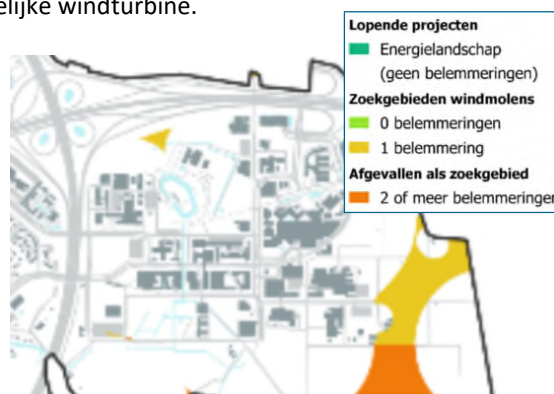 elijke windturbine.
Lopende projecten
Energielandschap
(geen belemmeringen)
Zoekgebieden windmolens
0 belemmeringen
1 belemmering
Afgevallen als zoekgebied
2 of meer belemmeringen